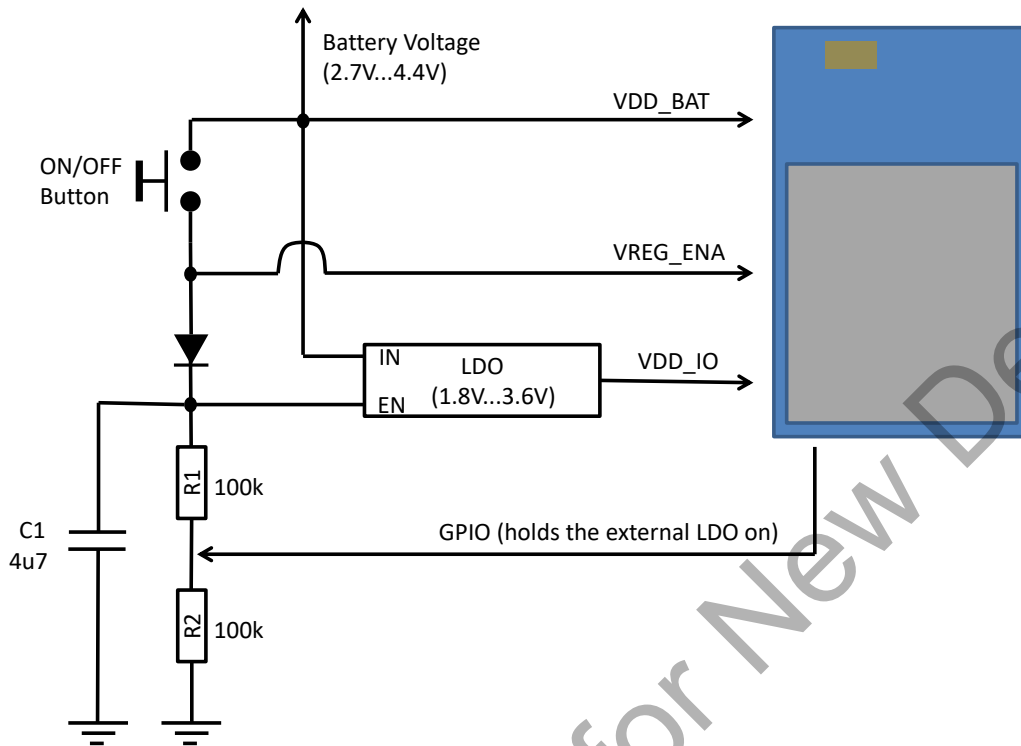 Battery Voltage
(2.7V...4.4V)
VDD_BAT
ON/OFF
Button
VREG_ENA
IN
LDO
VDD_IO
EN
(1.8V...3.6V)
R1
100k
C1
4u7
GPIO (holds the external LDO on)
R2
100k
for New De